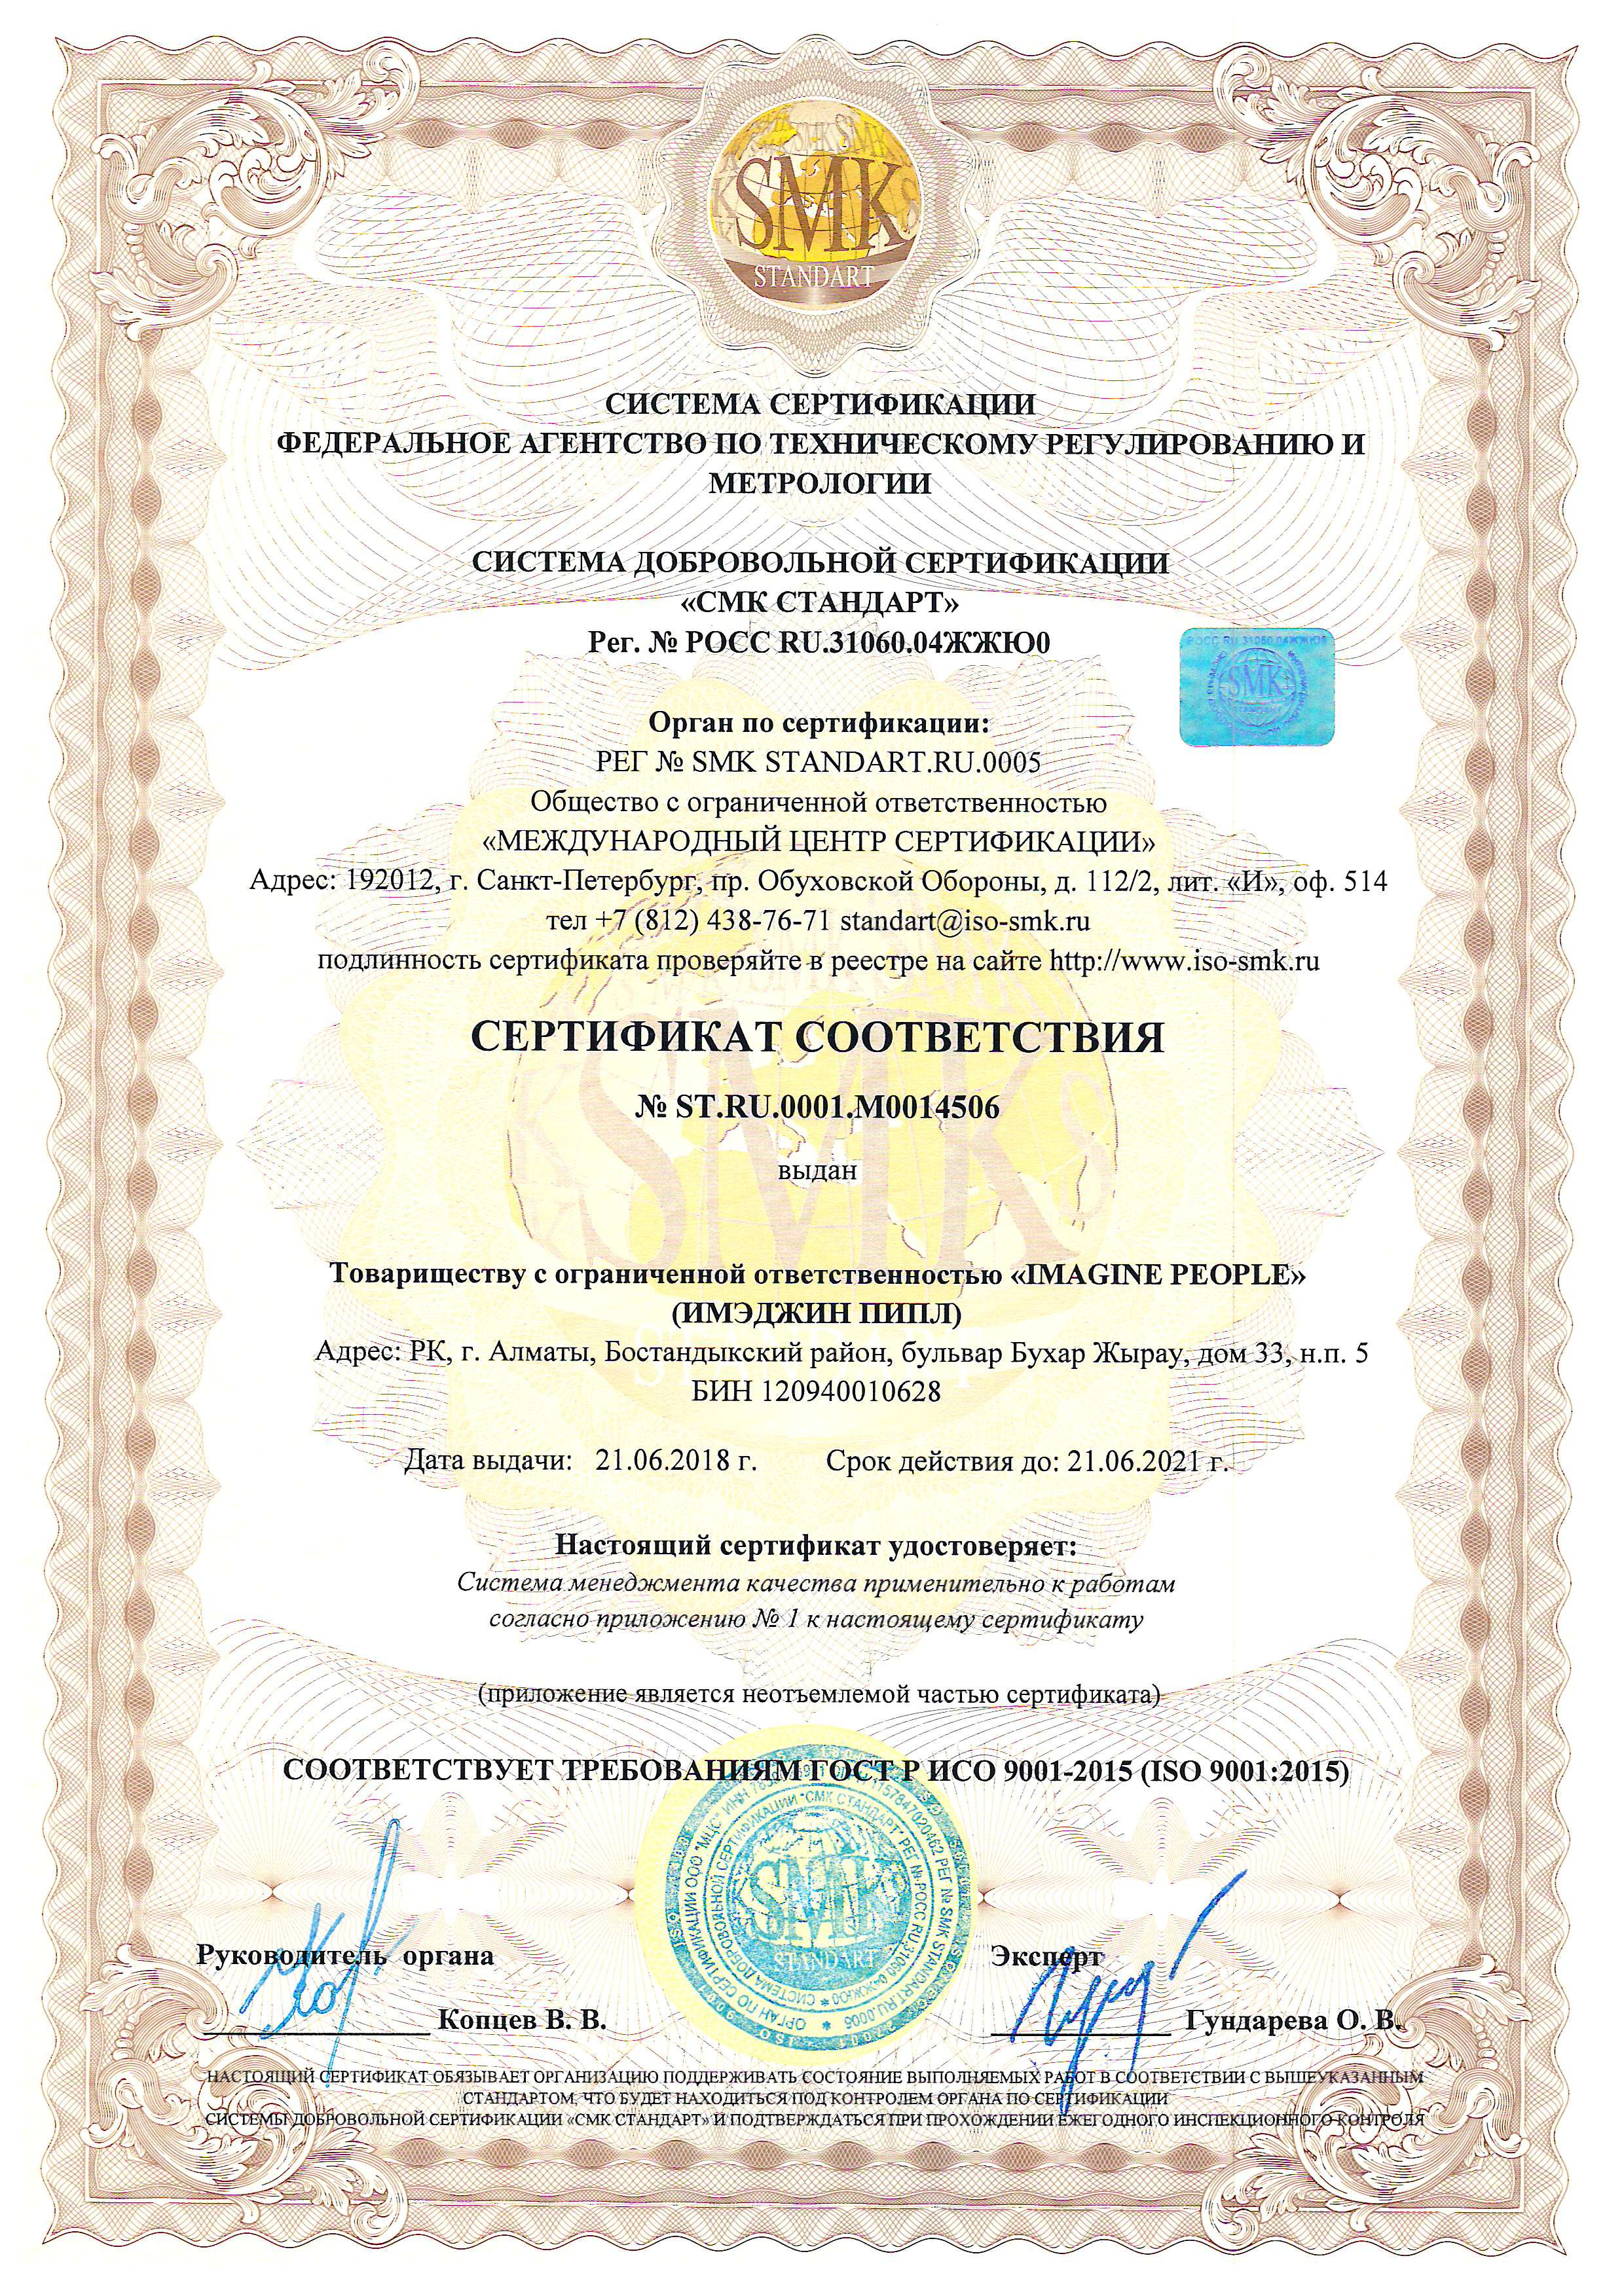 SMK
STANDART
СИСТЕМА СЕРТИФИКАЦИИ
ФЕДЕРАЛЬНОЕ АГЕНТСТВО ПО ТЕХНИЧЕСКОМУ РЕГУЛИРОВАНИЮ И
МЕТРОЛОГИИ
СИСТЕМА ДОБРОВОЛЬНОЙ СЕРТИФИКАЦИИ
«СМК СТАНДАРТ»
Рег. № РОСС RU.31060.04ЖЖЮ0
РОСС RU 31060.04ЖЖЮ0
SMK
Орган по сертификации:
РЕГ № SMK STANDART.RU.0005
Общество с ограниченной ответственностью
«МЕЖДУНАРОДНЫЙ ЦЕНТР СЕРТИФИКАЦИИ»
Адрес: 192012, г. Санкт-Петербург, пр. Обуховской Обороны, д. 112/2, лит. «И», оф. 514
тел +7 (812) 438-76-71 standart@iso-smk.ru
подлинность сертификата проверяйте в реестре на сайте http://www.iso-smk.ru
СЕРТИФИКАТ СООТВЕТСТВИЯ
№ ST.RU.0001.M0014506
выдан
Товариществу с ограниченной ответственностью «IMAGINE PEOPLE»
(ИМЭДЖИН ПИПЛ)
Адрес: РК, г. Алматы, Бостандыкский район, бульвар Бухар Жырау, дом 33, н.п. 5
БИН 120940010628
Дата выдачи: 21.06.2018 г. Срок действия до: 21.06.2021 г.
Настоящий сертификат удостоверяет:
Система менеджмента качества применительно к работам
согласно приложению № 1 к настоящему сертификату
(приложение является неотъемлемой частью сертификата)
СООТВЕТСТВУЕТ ТРЕБОВАНИЯМ ГОСТ Р ИСО 9001-2015 (ISO 9001:2015)
ОРГАН ПО СЕРТИФИКАЦИИ ООО "МЦС" ИНН
РЕГ № SMK STANDART.RU.0005
СИСТЕМА ДОБРОВОЛЬНОЙ СЕРТИФИКАЦИИ "СМК СТАНДАРТ" РЕГ № РОСС RU.31060.04ЖЖЮ0
SMK
STANDART
Руководитель органа
Копцев В. В.
Эксперт
Гундарева О. В.
НАСТОЯЩИЙ СЕРТИФИКАТ ОБЯЗЫВАЕТ ОРГАНИЗАЦИЮ ПОДДЕРЖИВАТЬ СОСТОЯНИЕ ВЫПОЛНЯЕМЫХ РАБОТ В СООТВЕТСТВИИ С ВЫШЕУКАЗАННЫМ
СТАНДАРТОМ, ЧТО БУДЕТ НАХОДИТЬСЯ ПОД КОНТРОЛЕМ ОРГАНА ПО СЕРТИФИКАЦИИ
СИСТЕМЫ ДОБРОВОЛЬНОЙ СЕРТИФИКАЦИИ «СМК СТАНДАРТ» И ПОДТВЕРЖДАТЬСЯ ПРИ ПРОХОЖДЕНИИ ЕЖЕГОДНОГО ИНСПЕКЦИОННОГО КОНТРОЛЯ